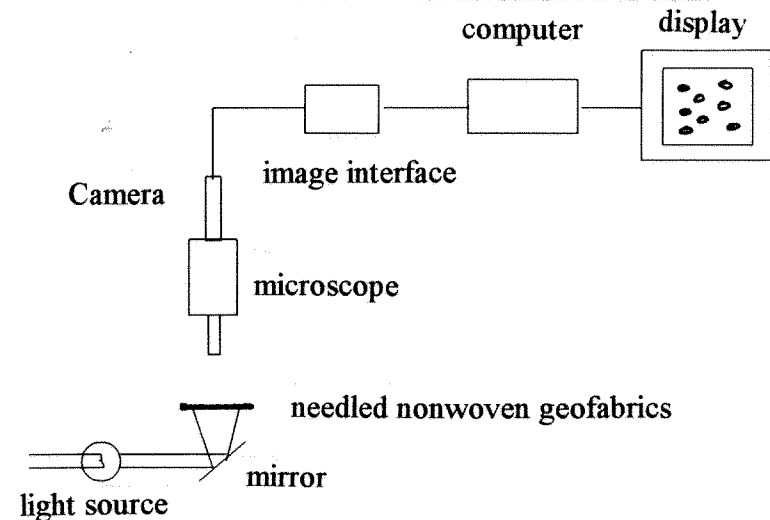 display
computer
image interface
Camera
microscope
needled nonwoven geofabrics
mirror
light source